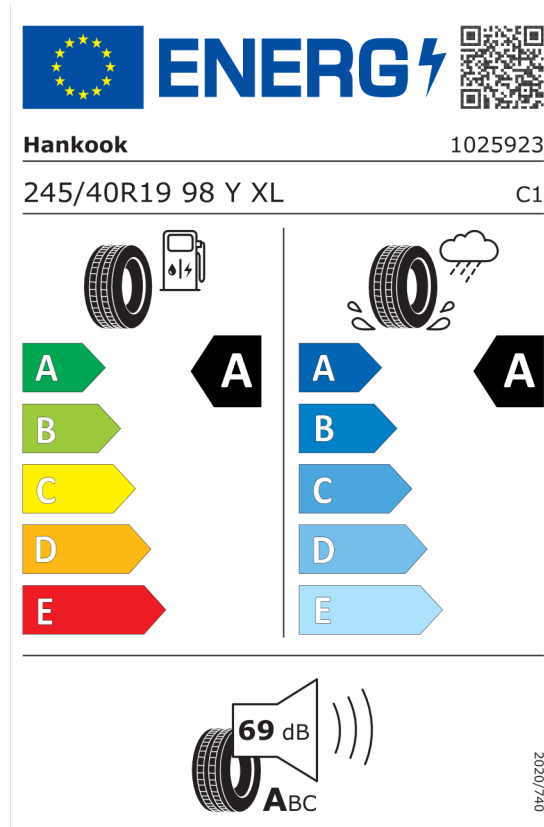 ENERG
Hankook 1025923
245/40R19 98 Y XL C1
A A
B
C
D
E
A A
B
C
D
E
69 dB
ABC
2020/740